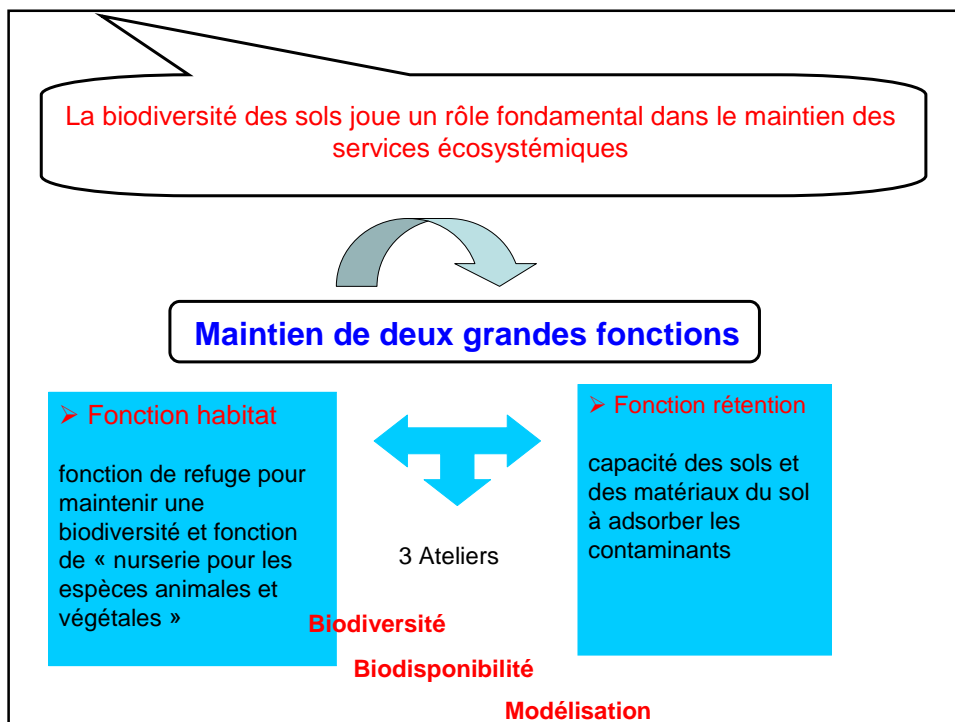 La biodiversité des sols joue un rôle fondamental dans le maintien des
services écosystémiques
Maintien de deux grandes fonctions
➢ Fonction habitat
fonction de refuge pour
maintenir une
biodiversité et fonction
de « nurserie pour les
espèces animales et
végétales »
➢ Fonction rétention
capacité des sols et
des matériaux du sol
à adsorber les
contaminants
3 Ateliers
Biodiversité
Biodisponibilité
Modélisation